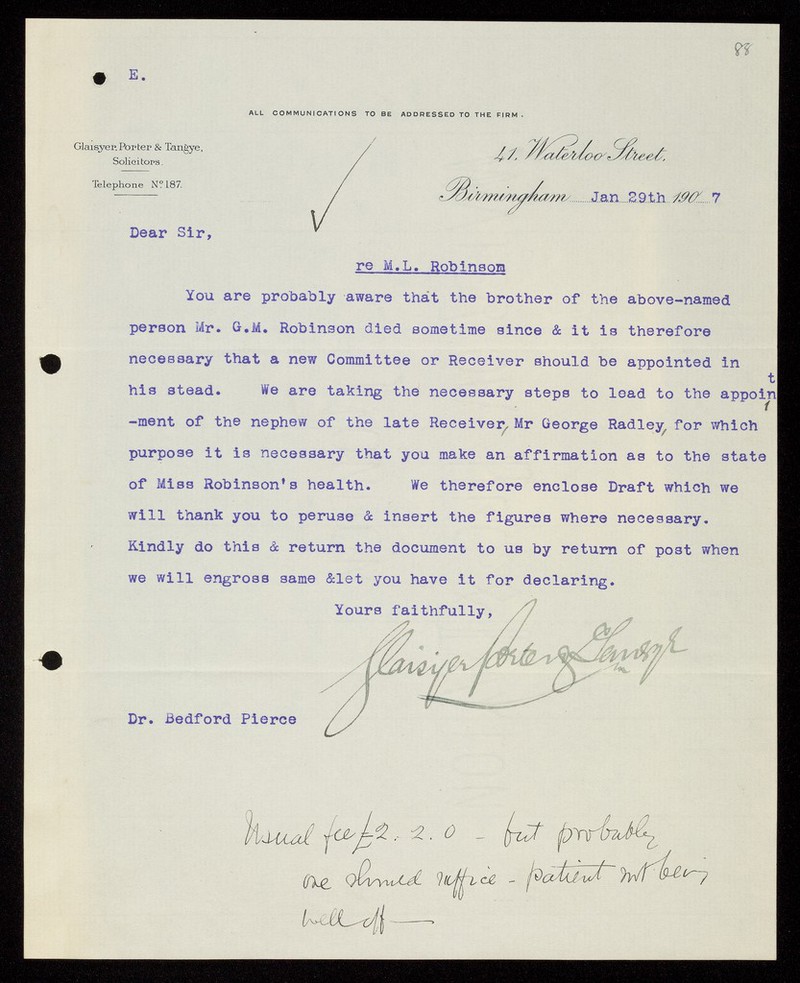 88
E.
ALL COMMUNICATIONS TO BE ADDRESSED TO THE FIRM.
Glaisyer, Porter & Tangye,
Solicitors.
Telephone Nº 187.
41. Waterloo Street.
Birmingham Jan 29th 190 7
Dear Sir,
re M.L. Robinson
You are probably aware that the brother of the above-named
person Mr. G.M. Robinson died sometime since & it is therefore
necessary that a new Committee or Receiver should be appointed in
his stead. We are taking the necessary steps to lead to the appoint
-ment of the nephew of the late Receiver, Mr George Radley, for which
purpose it is necessary that you make an affirmation as to the state
of Miss Robinson's health. We therefore enclose Draft which we
will thank you to peruse & insert the figures where necessary.
Kindly do this & return the document to us by return of post when
we will engross same &let you have it for declaring.
Yours faithfully,
Glaisyer Porter & Tangye
Dr. Bedford Pierce
Usual fee £2. 2. 0 - but probably
one should suffice - patient not being
well off —